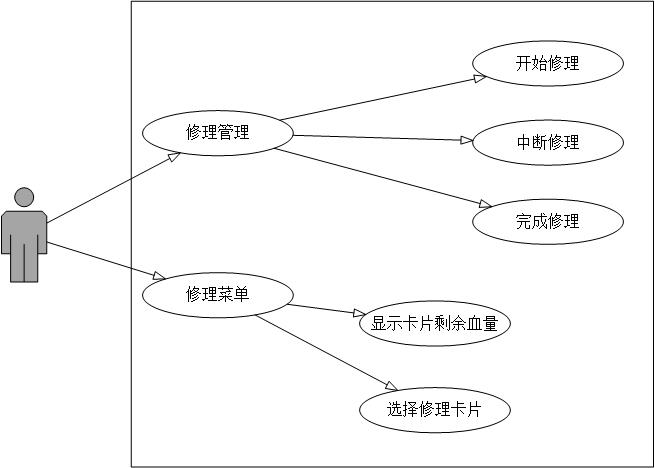 开始修理
修理管理
中断修理
完成修理
修理菜单
显示卡片剩余血量
选择修理卡片